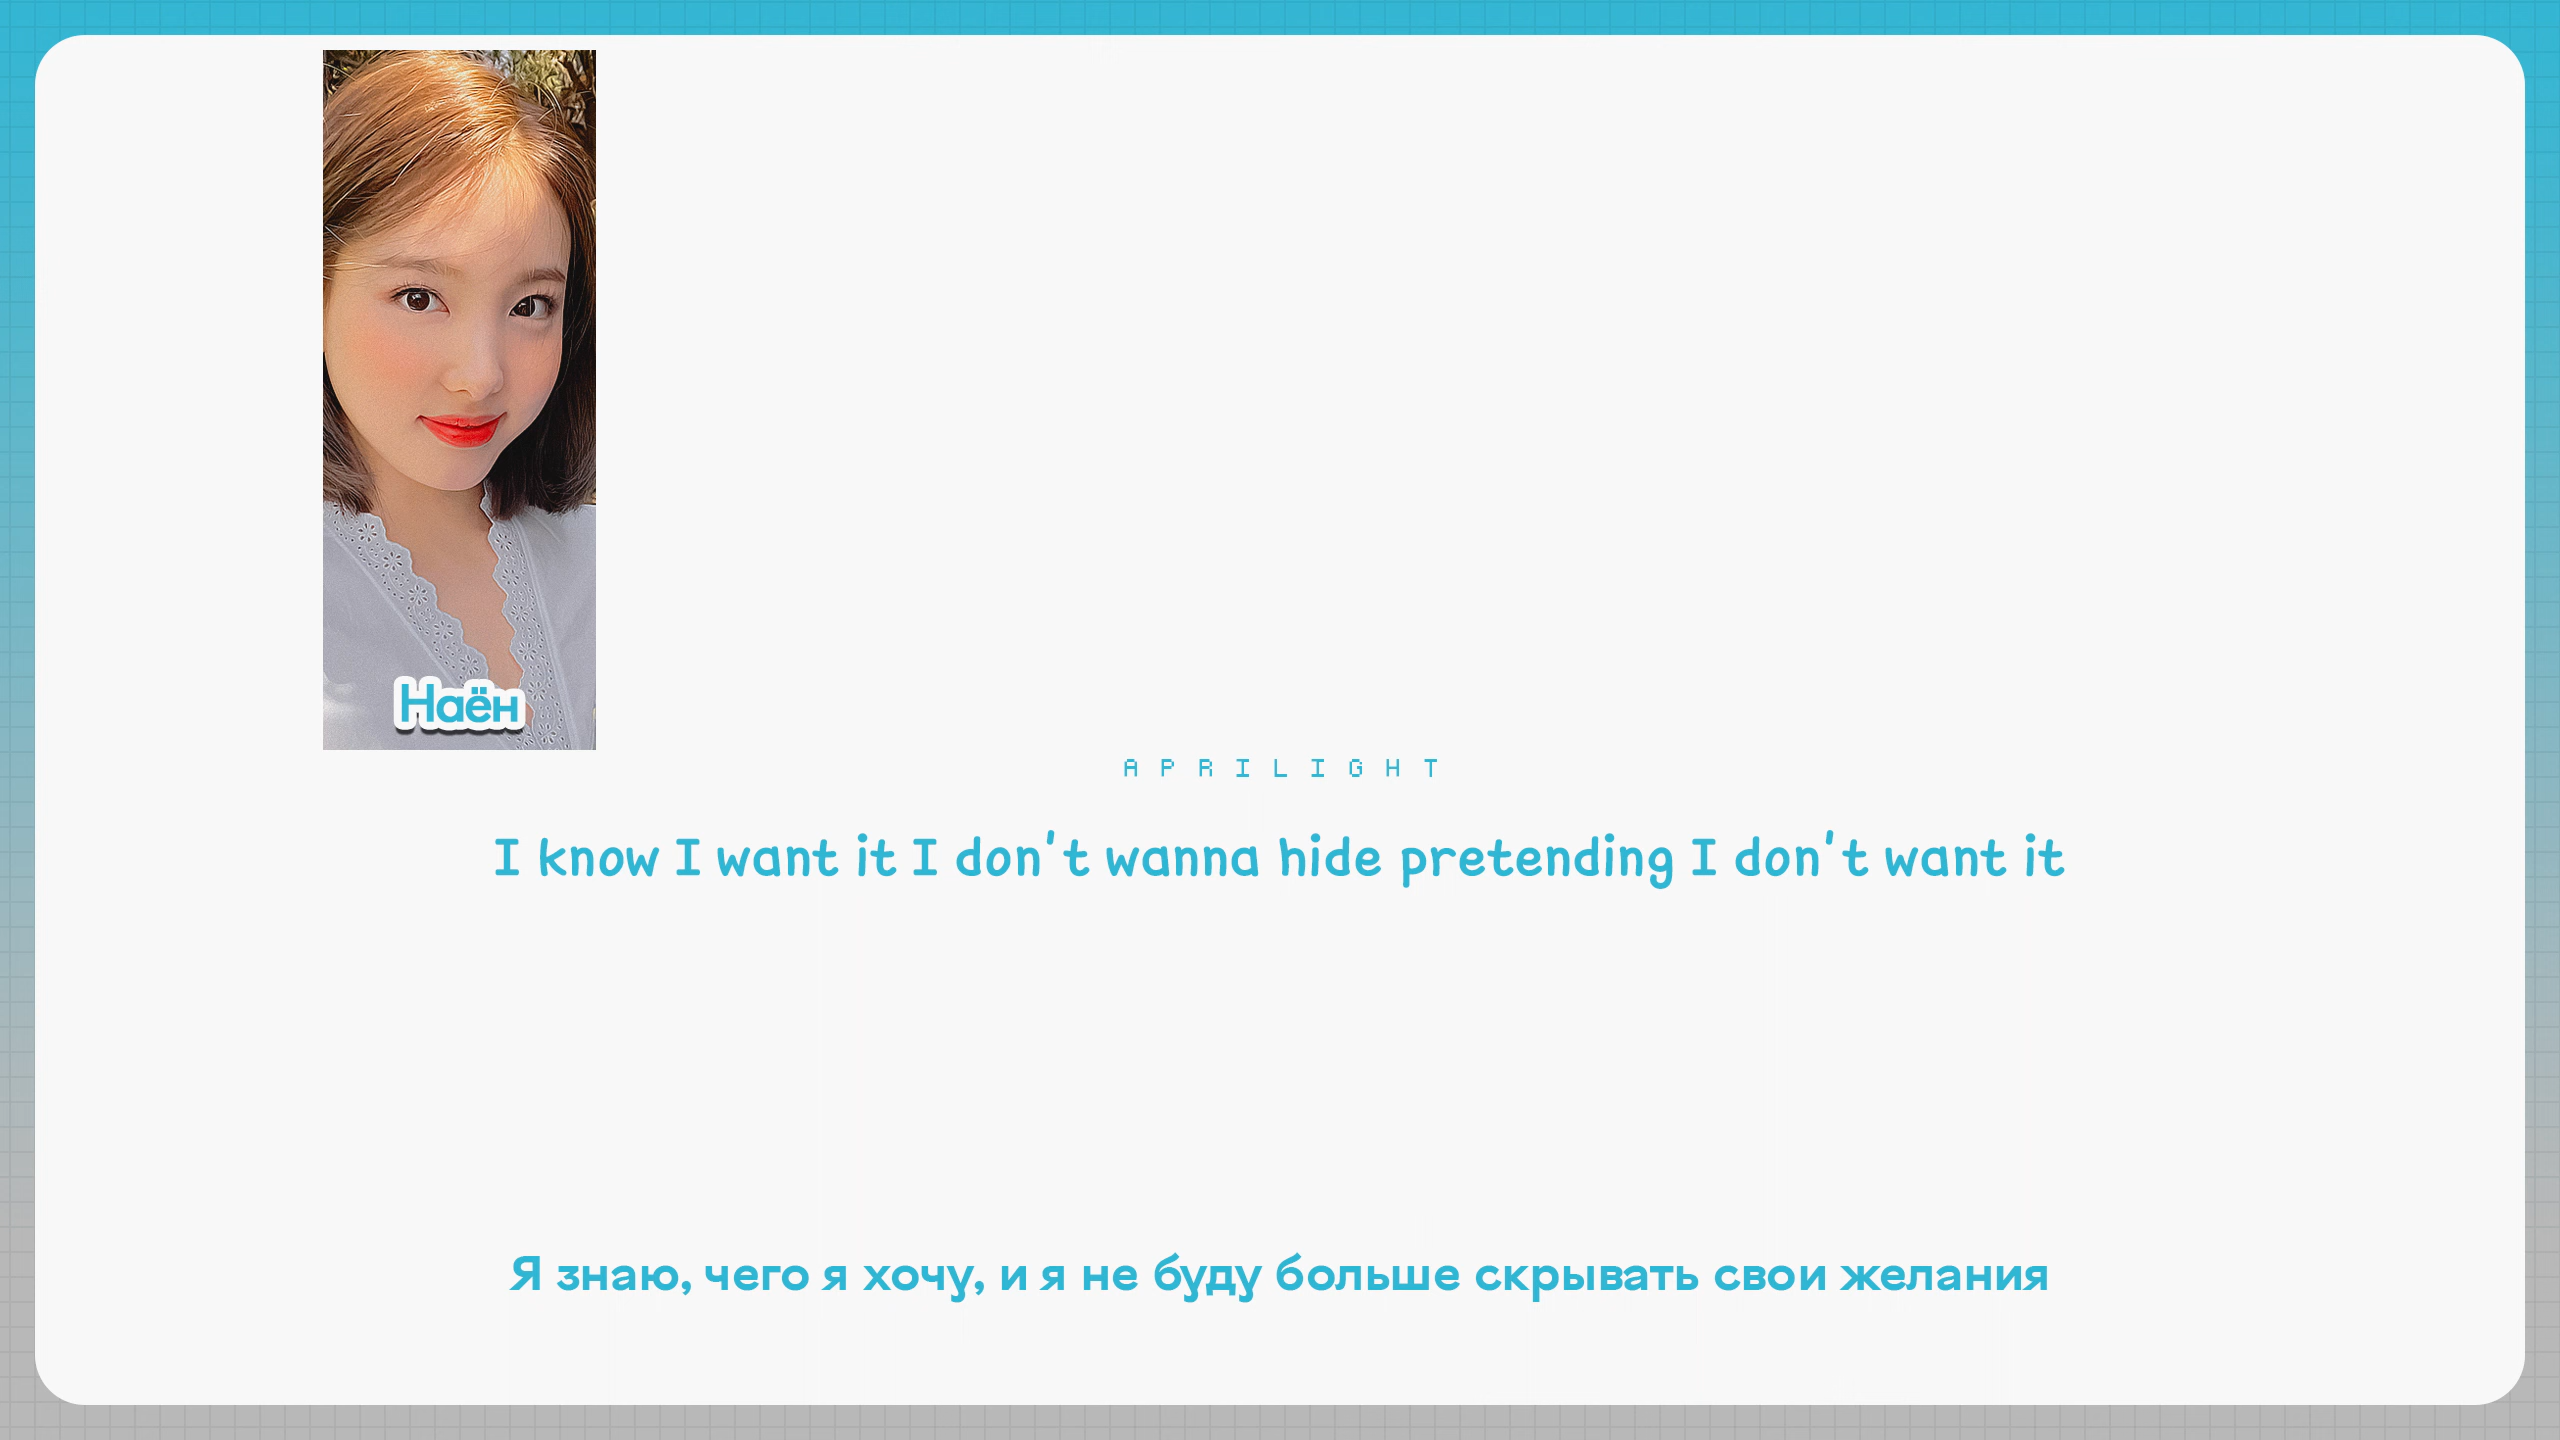 Наён
APRILIGHT
I know I want it I don't wanna hide pretending I don't want it
Я знаю, чего я хочу, и я не буду больше скрывать свои желания